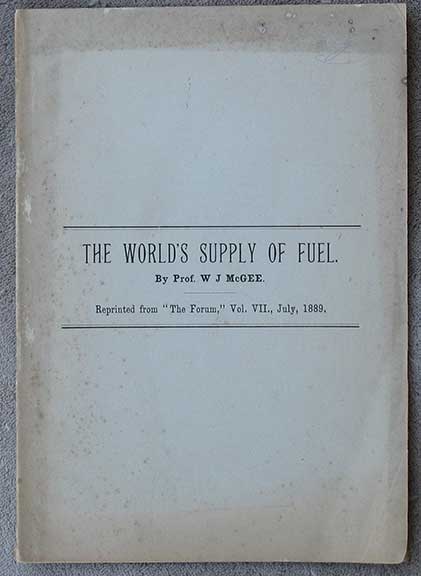 THE WORLD'S SUPPLY OF FUEL.
By Prof. W J McGEE.
Reprinted from "The Forum," Vol. VII., July, 1889.